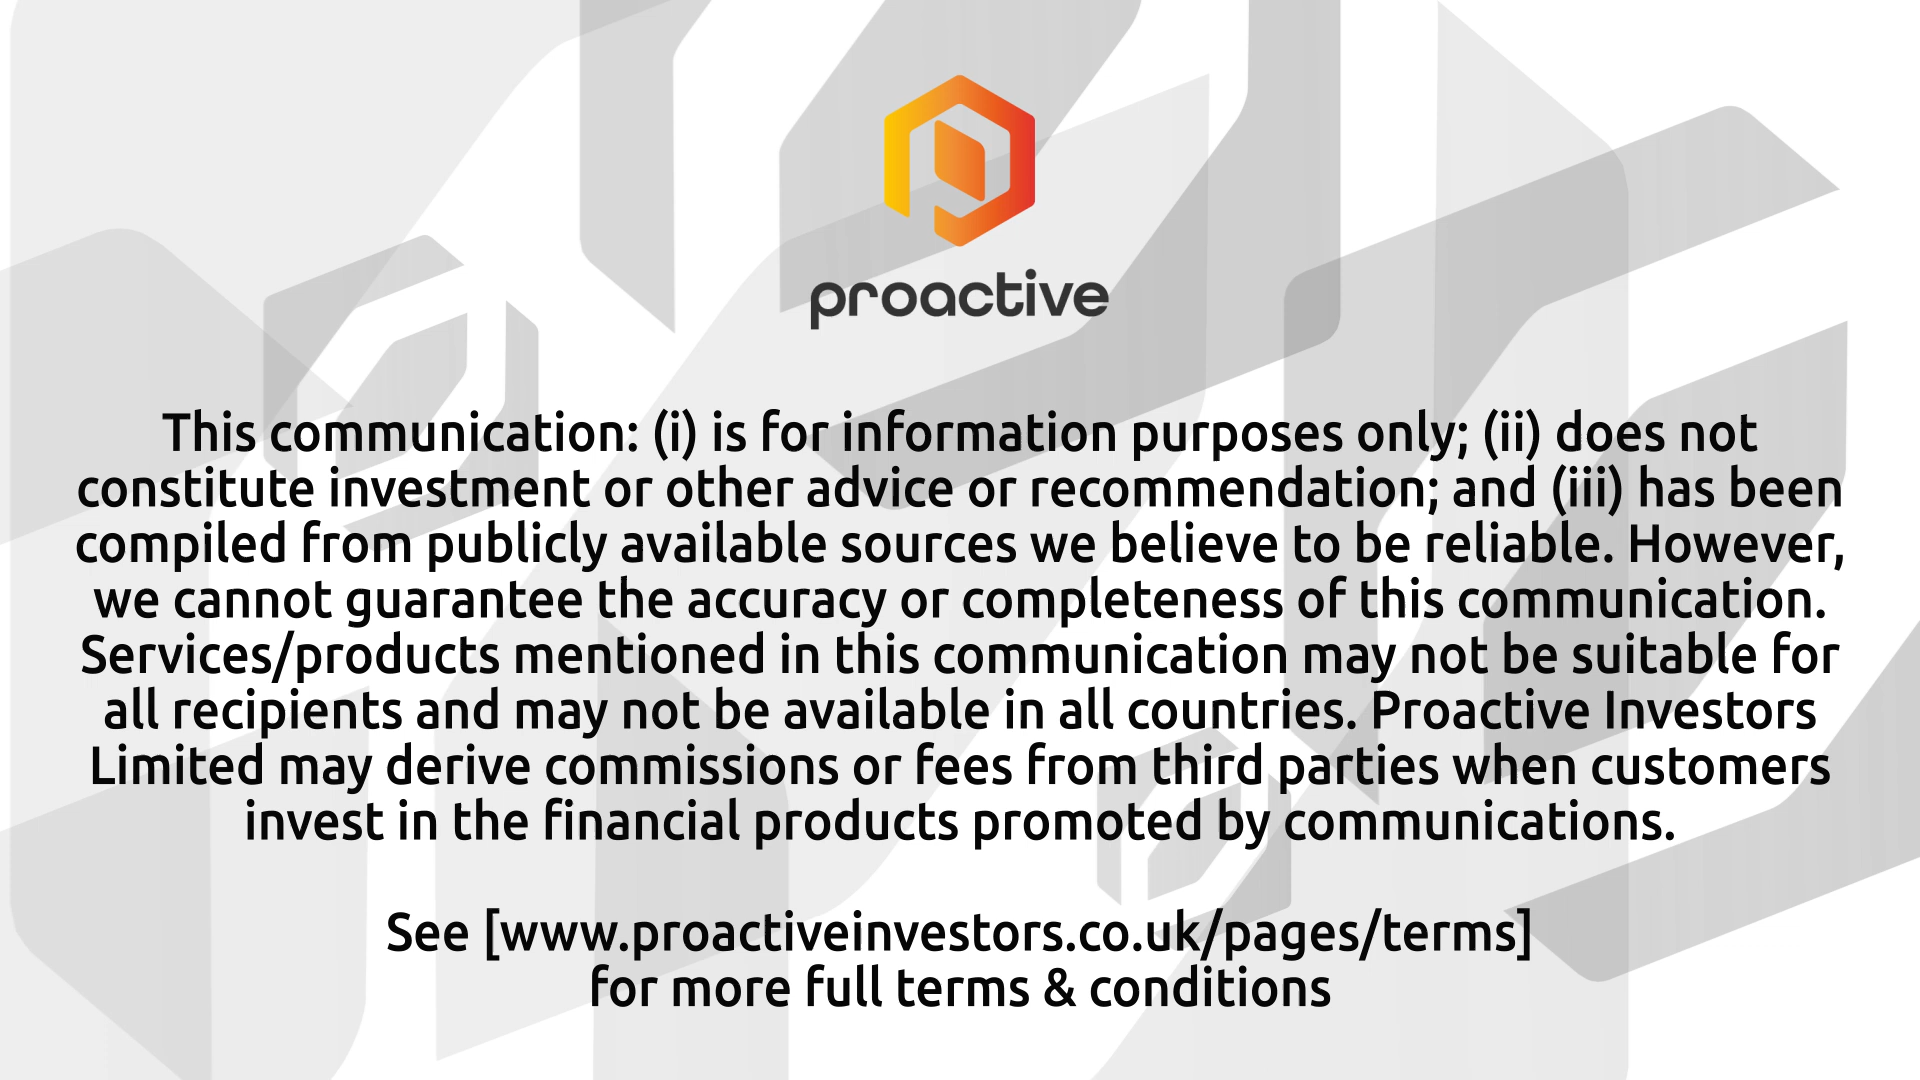 proactive
This communication: (i) is for information purposes only; (ii) does not
constitute investment or other advice or recommendation; and (iii) has been
compiled from publicly available sources we believe to be reliable. However,
we cannot guarantee the accuracy or completeness of this communication.
Services/products mentioned in this communication may not be suitable for
all recipients and may not be available in all countries. Proactive Investors
Limited may derive commissions or fees from third parties when customers
invest in the financial products promoted by communications.
See [www.proactiveinvestors.co.uk/pages/terms]
for more full terms & conditions